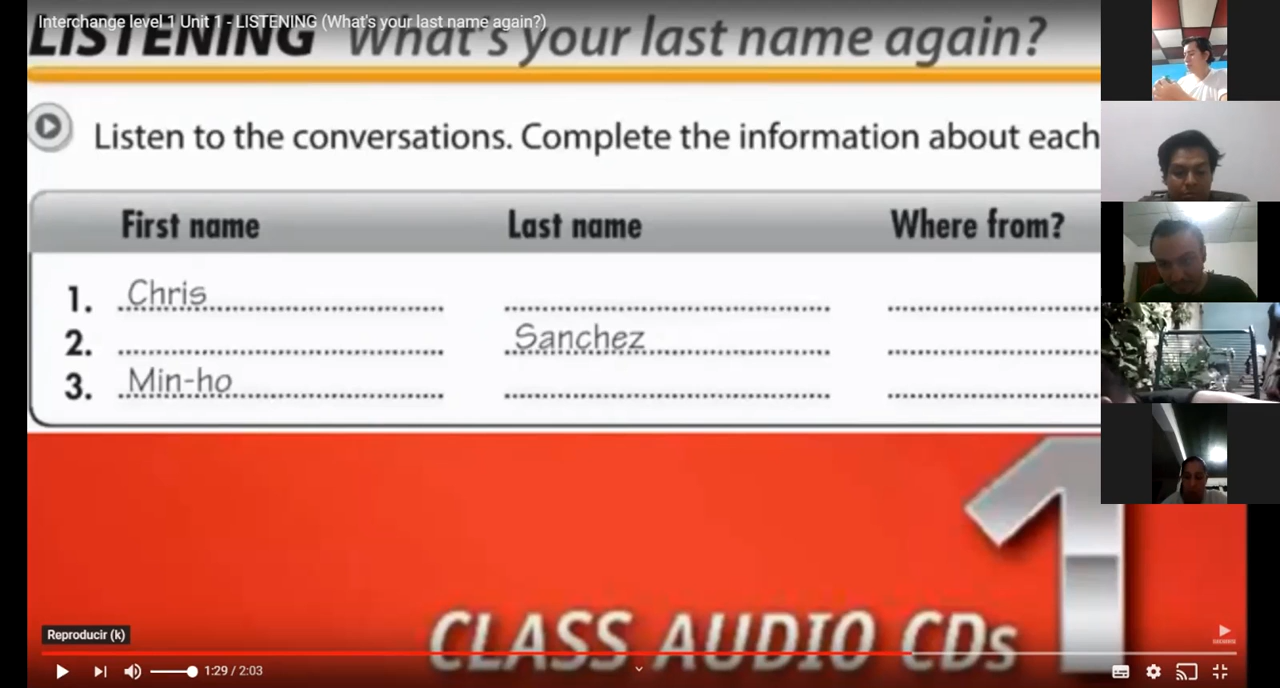 Interchange level 1 Unit 1 - LISTENING (What's your last name again?)
LISTENING What's your last name again?
Listen to the conversations. Complete the information about each
First name Last name Where from?
1. Chris
2. Sanchez
3. Min-ho
1
CLASS AUDIO CDs
Reproducir (k)
1:29 / 2:03